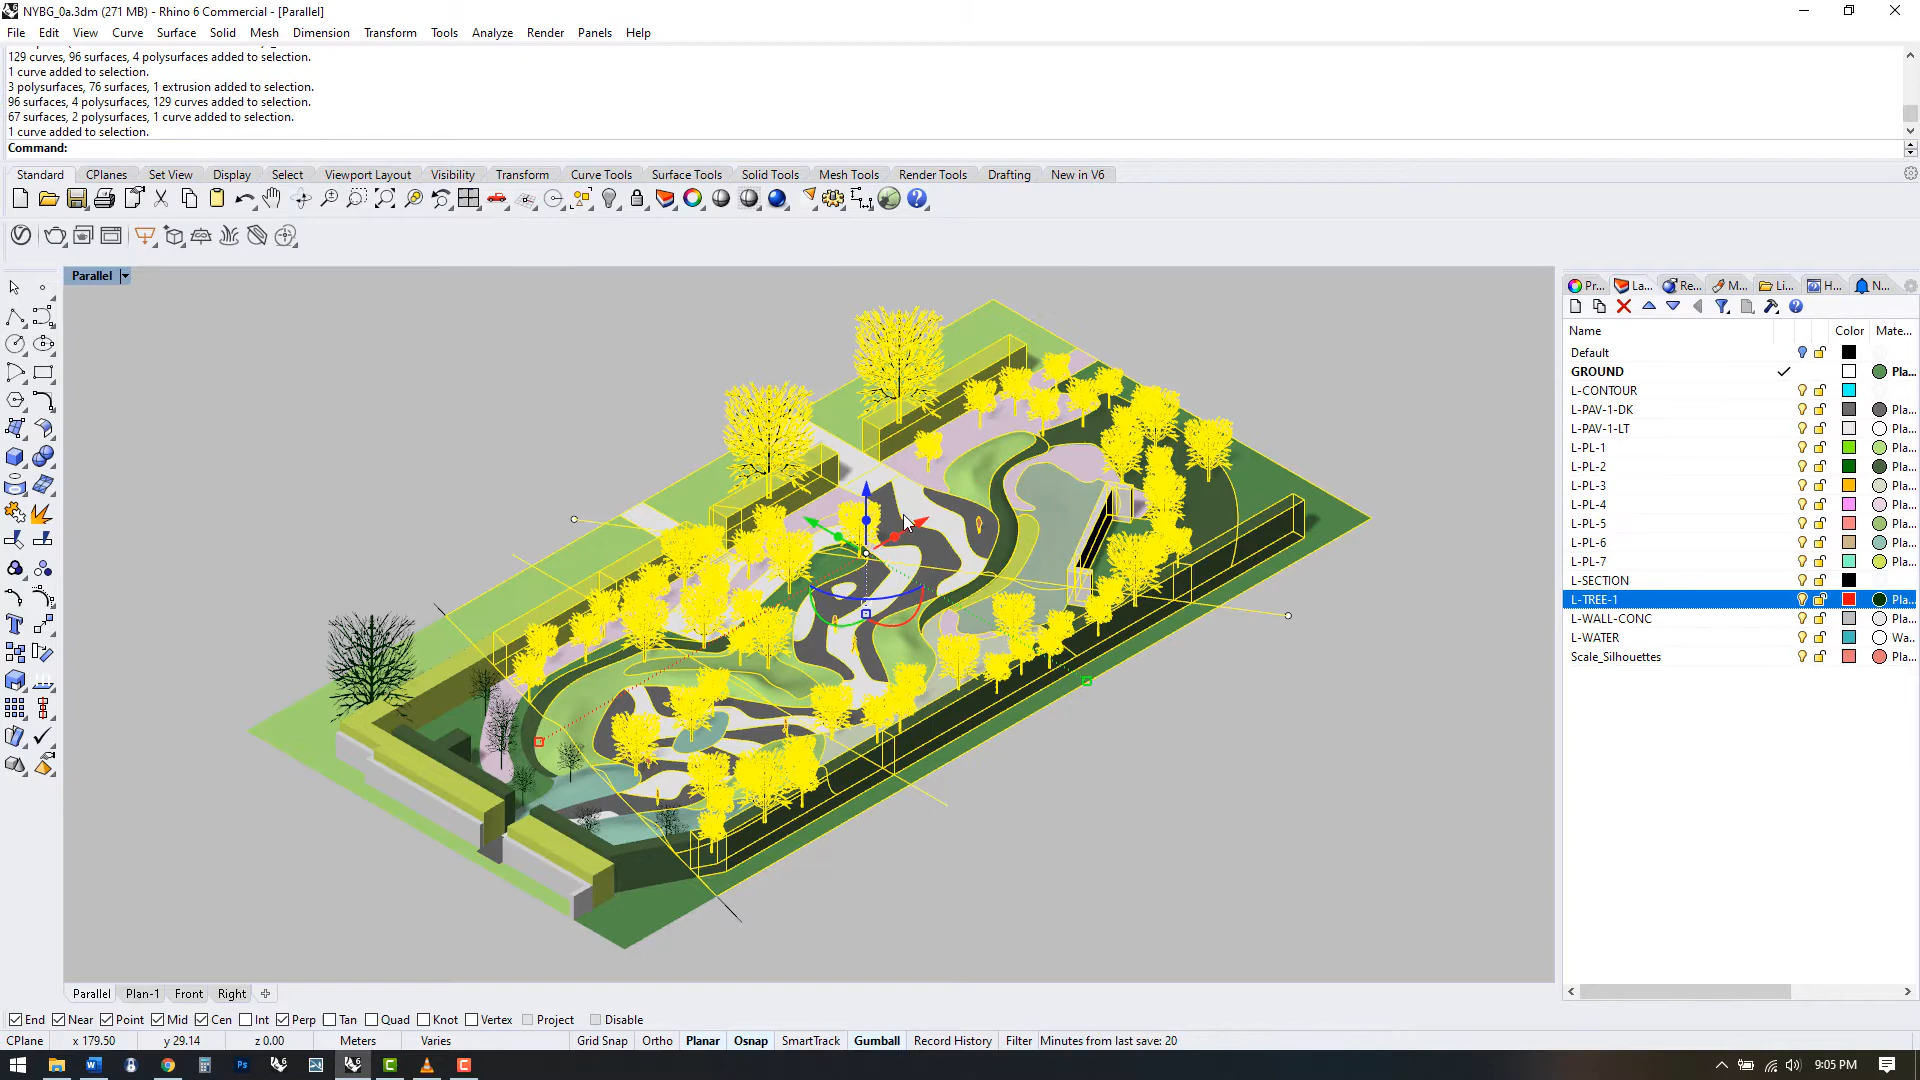 NYBG_0a.3dm (271 MB) - Rhino 6 Commercial - [Parallel]
File Edit View Curve Surface Solid Mesh Dimension Transform Tools Analyze Render Panels Help
129 curves, 96 surfaces, 4 polysurfaces added to selection.
1 curve added to selection.
3 polysurfaces, 76 surfaces, 1 extrusion added to selection.
96 surfaces, 4 polysurfaces, 129 curves added to selection.
67 surfaces, 2 polysurfaces, 1 curve added to selection.
1 curve added to selection.
Command:
Standard CPlanes Set View Display Select Viewport Layout Visibility Transform Curve Tools Surface Tools Solid Tools Mesh Tools Render Tools Drafting New in V6
Parallel
Pr... La... Re... M... Li... H... N...
Name Color Mate...
Default
GROUND Pla...
L-CONTOUR
L-PAV-1-DK Pla...
L-PAV-1-LT Pla...
L-PL-1 Pla...
L-PL-2 Pla...
L-PL-3 Pla...
L-PL-4 Pla...
L-PL-5 Pla...
L-PL-6 Pla...
L-PL-7 Pla...
L-SECTION
L-TREE-1 Pla...
L-WALL-CONC Pla...
L-WATER Wa...
Scale_Silhouettes Pla...
Parallel Plan-1 Front Right
End Near Point Mid Cen Int Perp Tan Quad Knot Vertex Project Disable
CPlane x 179.50 y 29.14 z 0.00 Meters Varies Grid Snap Ortho Planar Osnap SmartTrack Gumball Record History Filter Minutes from last save: 20
9:05 PM